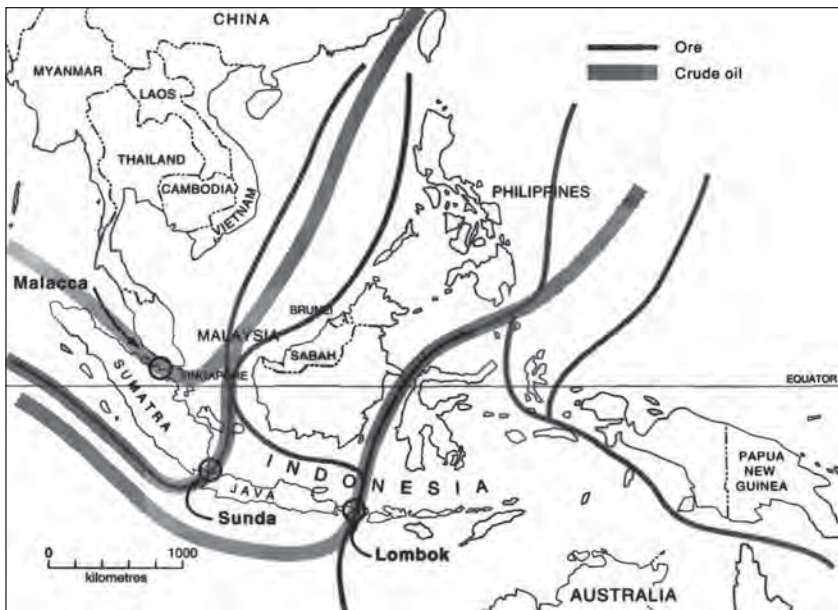 CHINA
Ore
Crude oil
MYANMAR
LAOS
THAILAND
CAMBODIA
VIETNAM
PHILIPPINES
Malacca
BRUNEI
MALAYSIA
SABAH
SINGAPORE
EQUATOR
SUMATRA
INDONESIA
PAPUA
NEW
GUINEA
JAVA
Sunda
Lombok
0 1000
kilometres
AUSTRALIA